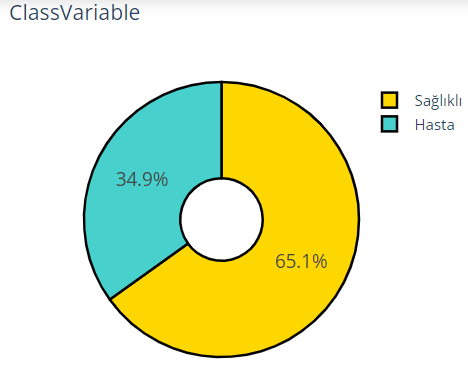 ClassVariable
Sağlıklı
Hasta
34.9%
65.1%